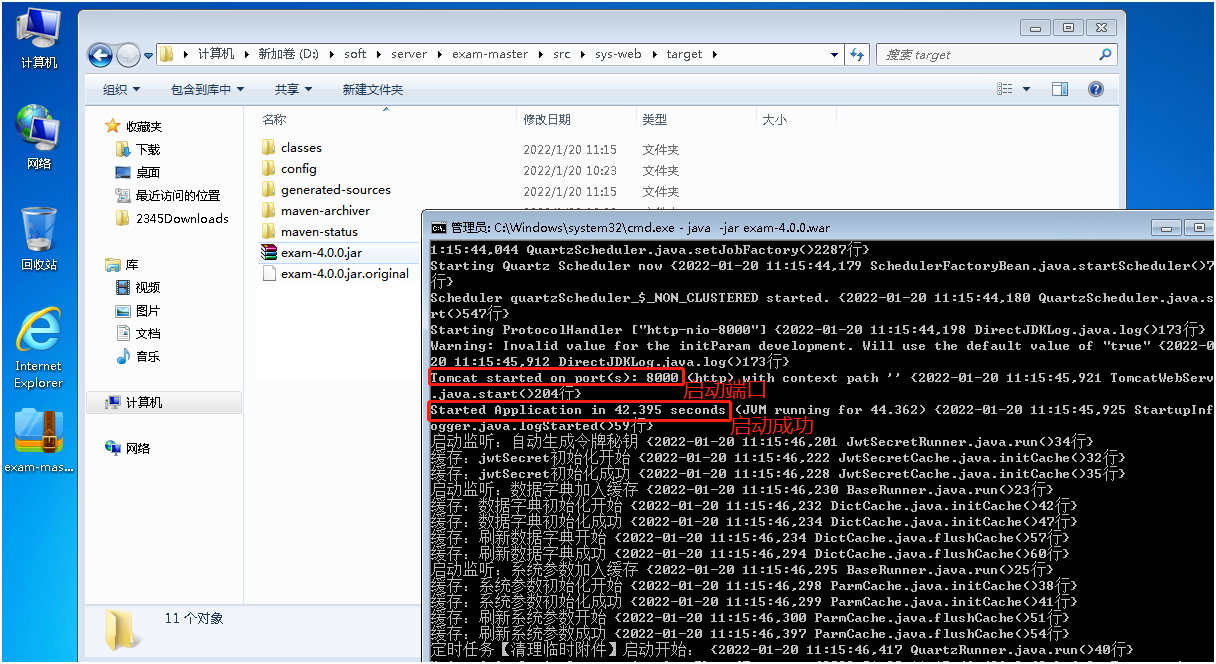 计算机
网络
回收站
Internet
Explorer
exam-mas...
计算机 新加卷 (D:) soft server exam-master src sys-web target
搜索 target
组织 包含到库中 共享 新建文件夹
收藏夹
下载
桌面
最近访问的位置
2345Downloads
库
视频
图片
文档
音乐
计算机
网络
名称 修改日期 类型 大小
classes 2022/1/20 11:15 文件夹
config 2022/1/20 10:23 文件夹
generated-sources 2022/1/20 11:15 文件夹
maven-archiver
maven-status
exam-4.0.0.jar
exam-4.0.0.jar.original
11 个对象
管理员: C:\Windows\system32\cmd.exe - java -jar exam-4.0.0.war
1:15:44,044 QuartzScheduler.java.setJobFactory()2287行}
Starting Quartz Scheduler now {2022-01-20 11:15:44,179 SchedulerFactoryBean.java.startScheduler()7
行}
Scheduler quartzScheduler_$_NON_CLUSTERED started. {2022-01-20 11:15:44,180 QuartzScheduler.java.s
rt()547行}
Starting ProtocolHandler ["http-nio-8000"] {2022-01-20 11:15:44,198 DirectJDKLog.java.log()173行}
Warning: Invalid value for the initParam development. Will use the default value of "true" {2022-0
20 11:15:45,912 DirectJDKLog.java.log()173行}
Tomcat started on port(s): 8000 (http) with context path '' {2022-01-20 11:15:45,921 TomcatWebServ
.java.start()204行}
启动端口
Started Application in 42.395 seconds (JVM running for 44.362) {2022-01-20 11:15:45,925 StartupInf
ogger.java.logStarted()59行}
启动成功
启动监听：自动生成令牌秘钥 {2022-01-20 11:15:46,201 JwtSecretRunner.java.run()34行}
缓存：jwtSecret初始化开始 {2022-01-20 11:15:46,222 JwtSecretCache.java.initCache()32行}
缓存：jwtSecret初始化成功 {2022-01-20 11:15:46,228 JwtSecretCache.java.initCache()35行}
启动监听：数据字典加入缓存 {2022-01-20 11:15:46,230 BaseRunner.java.run()23行}
缓存：数据字典初始化开始 {2022-01-20 11:15:46,232 DictCache.java.initCache()42行}
缓存：数据字典初始化成功 {2022-01-20 11:15:46,234 DictCache.java.initCache()47行}
缓存：刷新数据字典开始 {2022-01-20 11:15:46,234 DictCache.java.flushCache()57行}
缓存：刷新数据字典成功 {2022-01-20 11:15:46,294 DictCache.java.flushCache()60行}
启动监听：系统参数加入缓存 {2022-01-20 11:15:46,295 BaseRunner.java.run()25行}
缓存：系统参数初始化开始 {2022-01-20 11:15:46,298 ParmCache.java.initCache()38行}
缓存：系统参数初始化成功 {2022-01-20 11:15:46,299 ParmCache.java.initCache()41行}
缓存：刷新系统参数开始 {2022-01-20 11:15:46,300 ParmCache.java.flushCache()51行}
缓存：刷新系统参数成功 {2022-01-20 11:15:46,397 ParmCache.java.flushCache()54行}
定时任务【清理临时附件】启动开始： {2022-01-20 11:15:46,417 QuartzRunner.java.run()40行}